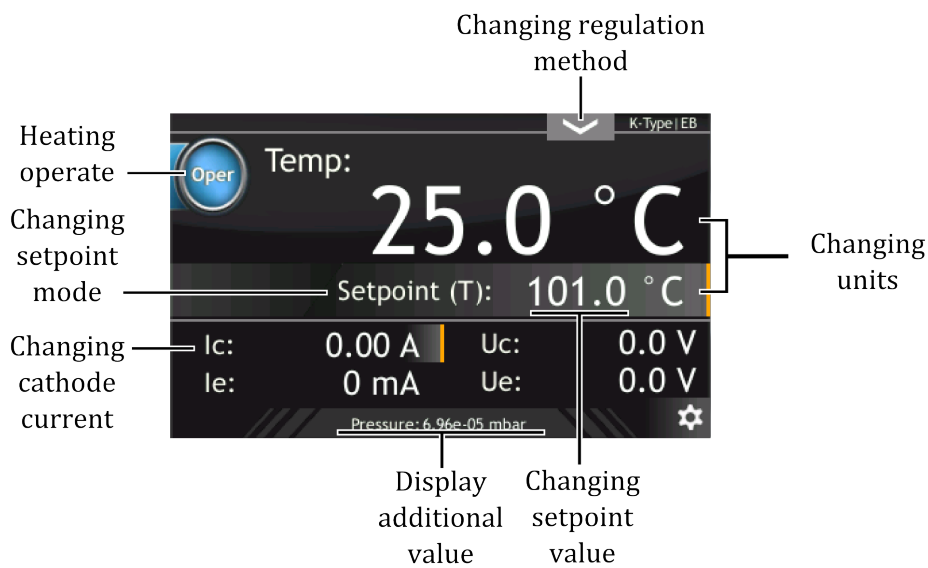 Changing regulation
method
K-Type|EB
Heating
operate
Oper
Temp:
25.0 °C
Changing
setpoint
mode
Setpoint (T): 101.0 °C
Changing
units
Changing
cathode
current
Ic: 0.00 A Uc: 0.0 V
Ie: 0 mA Ue: 0.0 V
Pressure: 6.96e-05 mbar
Display
additional
value
Changing
setpoint
value